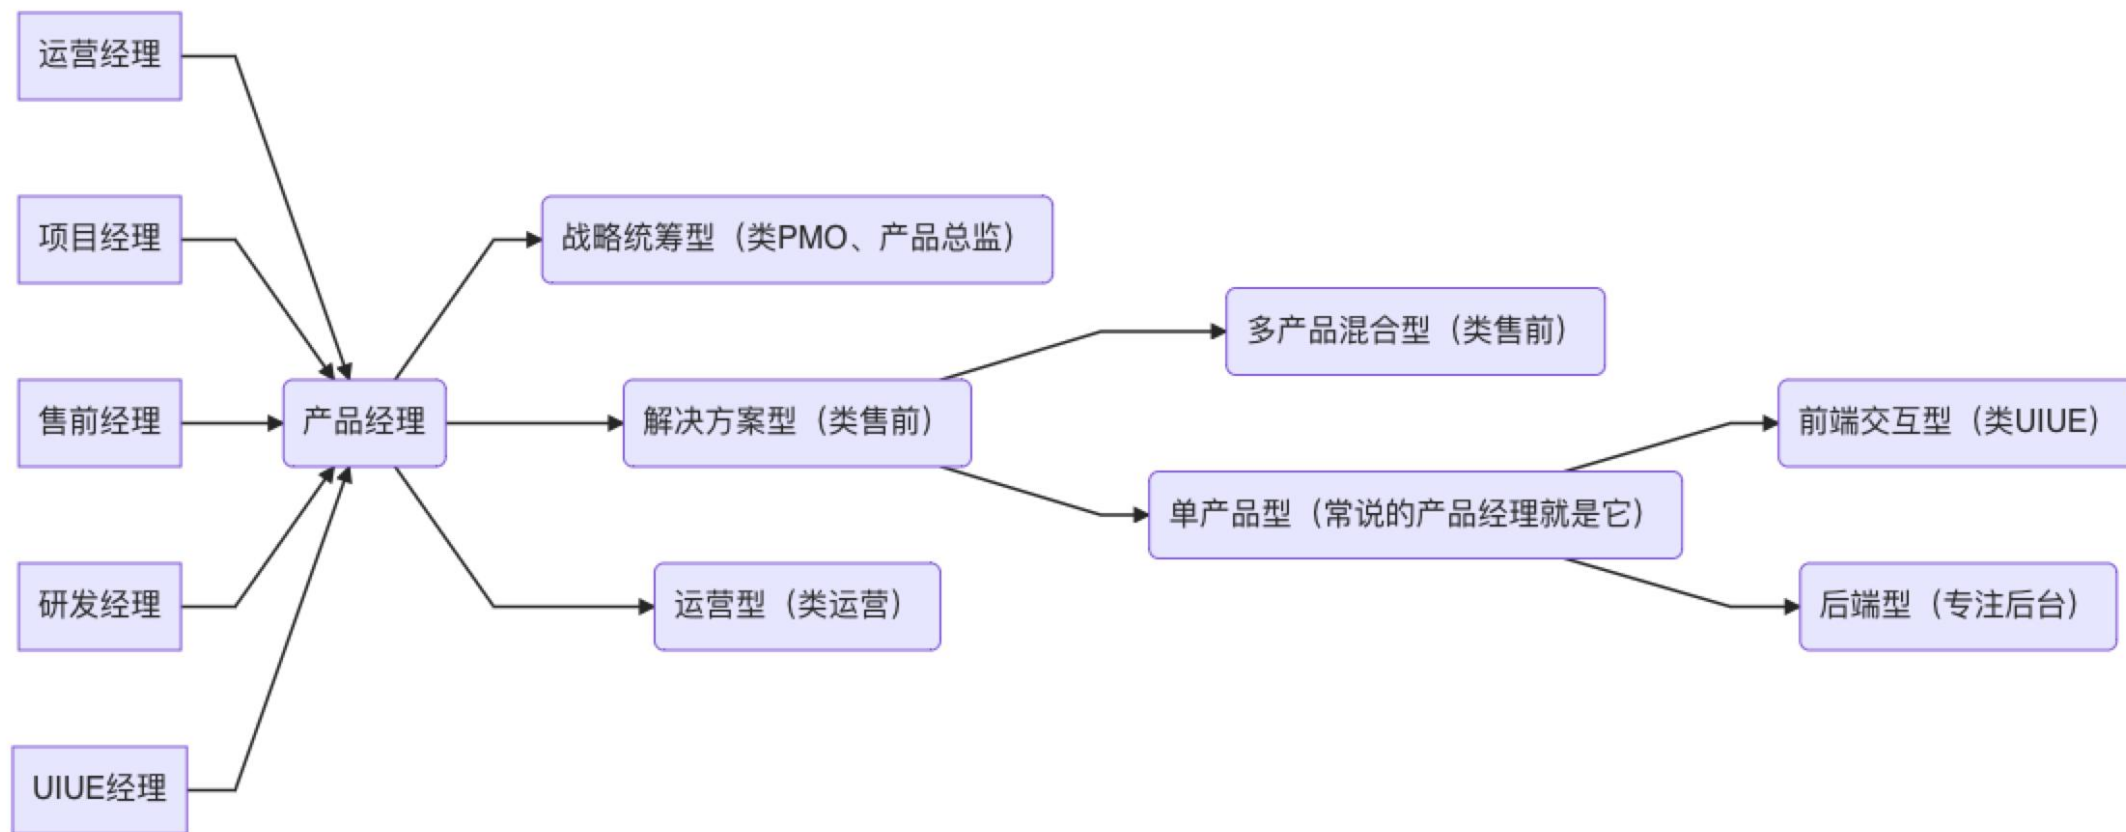 运营经理
项目经理
售前经理
研发经理
UIUE经理
产品经理
战略统筹型（类PMO、产品总监）
解决方案型（类售前）
运营型（类运营）
多产品混合型（类售前）
单产品型（常说的产品经理就是它）
前端交互型（类UIUE）
后端型（专注后台）